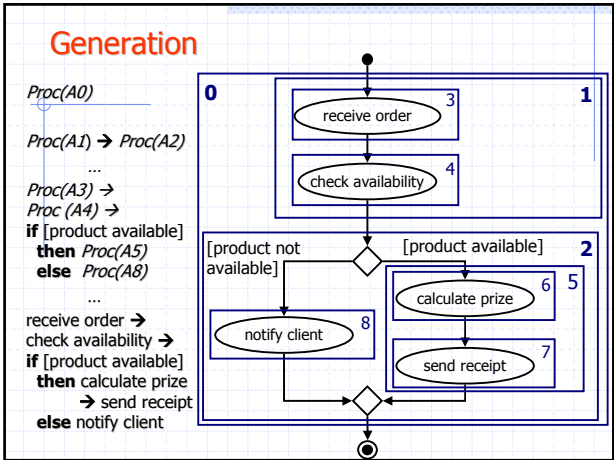 Generation
Proc(A0)
Proc(A1) → Proc(A2)
...
Proc(A3) →
Proc (A4) →
if [product available]
then Proc(A5)
else Proc(A8)
...
receive order →
check availability →
if [product available]
then calculate prize
→ send receipt
else notify client
0
1
3
receive order
4
check availability
2
[product not
available]
[product available]
5
6
calculate prize
8
notify client
7
send receipt